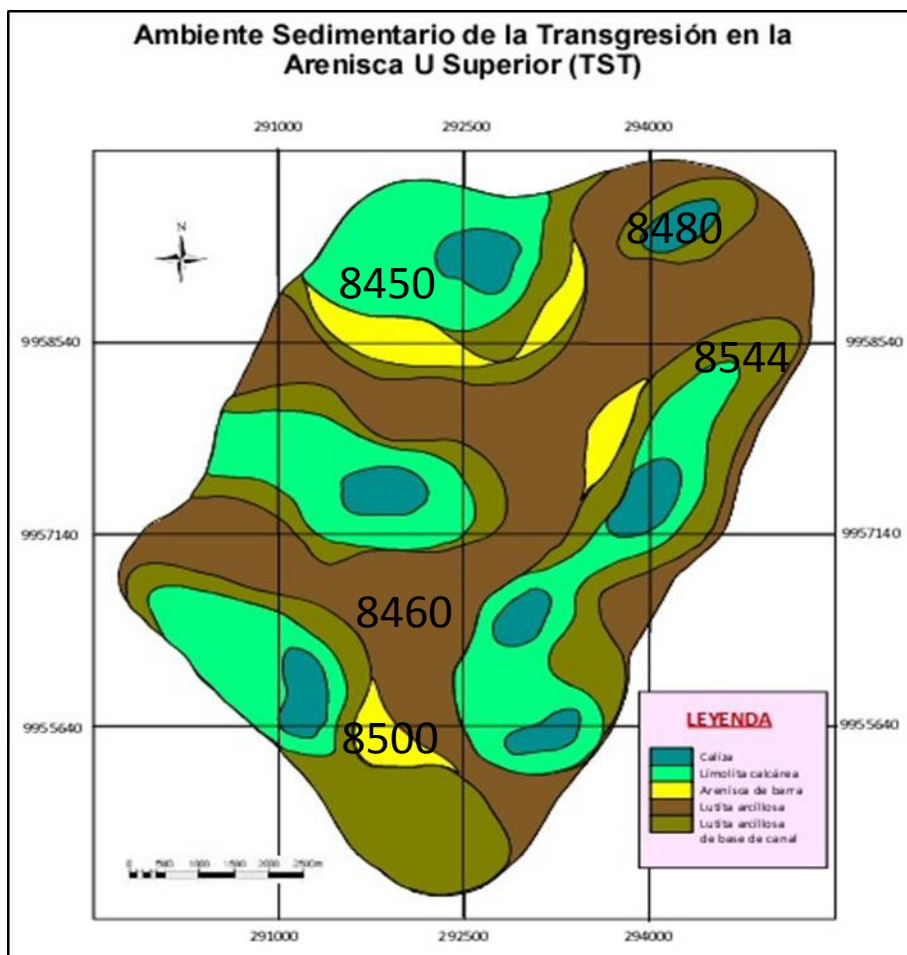 Ambiente Sedimentario de la Transgresión en la
Arenisca U Superior (TST)
291000 292500 294000
N
8480
8450
9958540 9958540
8544
9957140 9957140
8460
9955640 9955640
8500
LEYENDA
Caliza
Limolita calcárea
Arenisca de barra
Lutita arcillosa
Lutita arcillosa
de base de canal
0 500 1000 1500 2000 2500m
291000 292500 294000